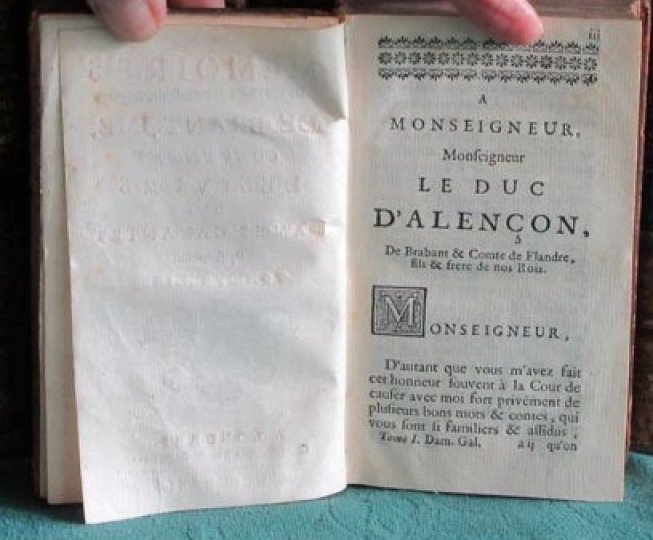 iij
A
MONSEIGNEUR,
Monſeigneur
LE DUC
D'ALENÇON,
De Brabant & Comte de Flandre,
fils & frere de nos Rois.
MONSEIGNEUR,
D'autant que vous m'avez fait
cet honneur ſouvent à la Cour de
cauſer avec moi fort privément de
pluſieurs bons mots & contes, qui
vous ſont ſi familiers & aſſidus,
Tome I. Dam. Gal. a ij qu'on